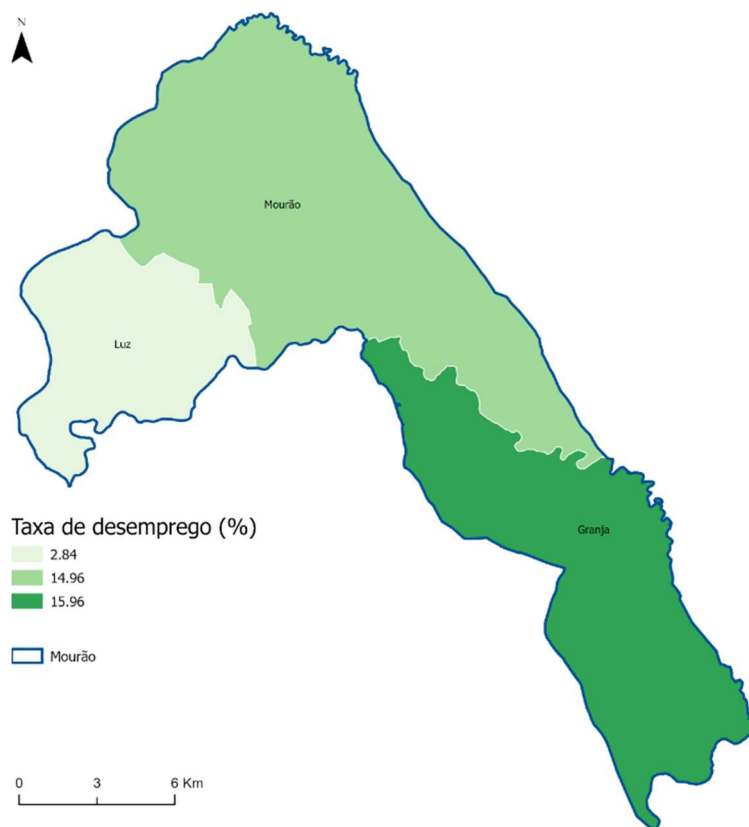 N
Mourão
Luz
Granja
Taxa de desemprego (%)
2.84
14.96
15.96
Mourão
0 3 6 Km